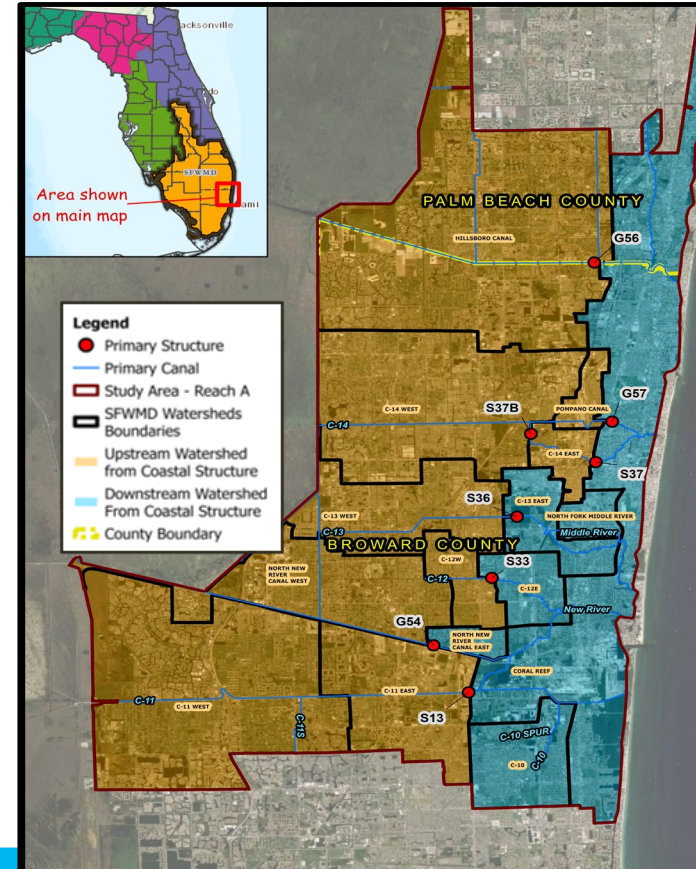 acksonville
do
SFWMD
ami
Area shown
on main map
PALM BEACH COUNTY
G56
HILLSBORO CANAL
Legend
Primary Structure
Primary Canal
Study Area - Reach A
SFWMD Watersheds
Boundaries
Upstream Watershed
from Coastal Structure
Downstream Watershed
From Coastal Structure
County Boundary
G57
S37B
C-14 WEST
POMPANO CANAL
C-14
C-14 EAST
S37
S36
C-13 EAST
C-13 WEST
NORTH FORK MIDDLE RIVER
C-13
Middle River
BROWARD COUNTY
S33
C-12W
NORTH NEW
RIVER
CANAL WEST
C-12
C-12E
New River
G54
NORTH NEW
RIVER
CANAL EAST
CORAL REEF
C-11 EAST
C-11
C-11 WEST
S13
C-11S
C-10 SPUR
C-10
C-10